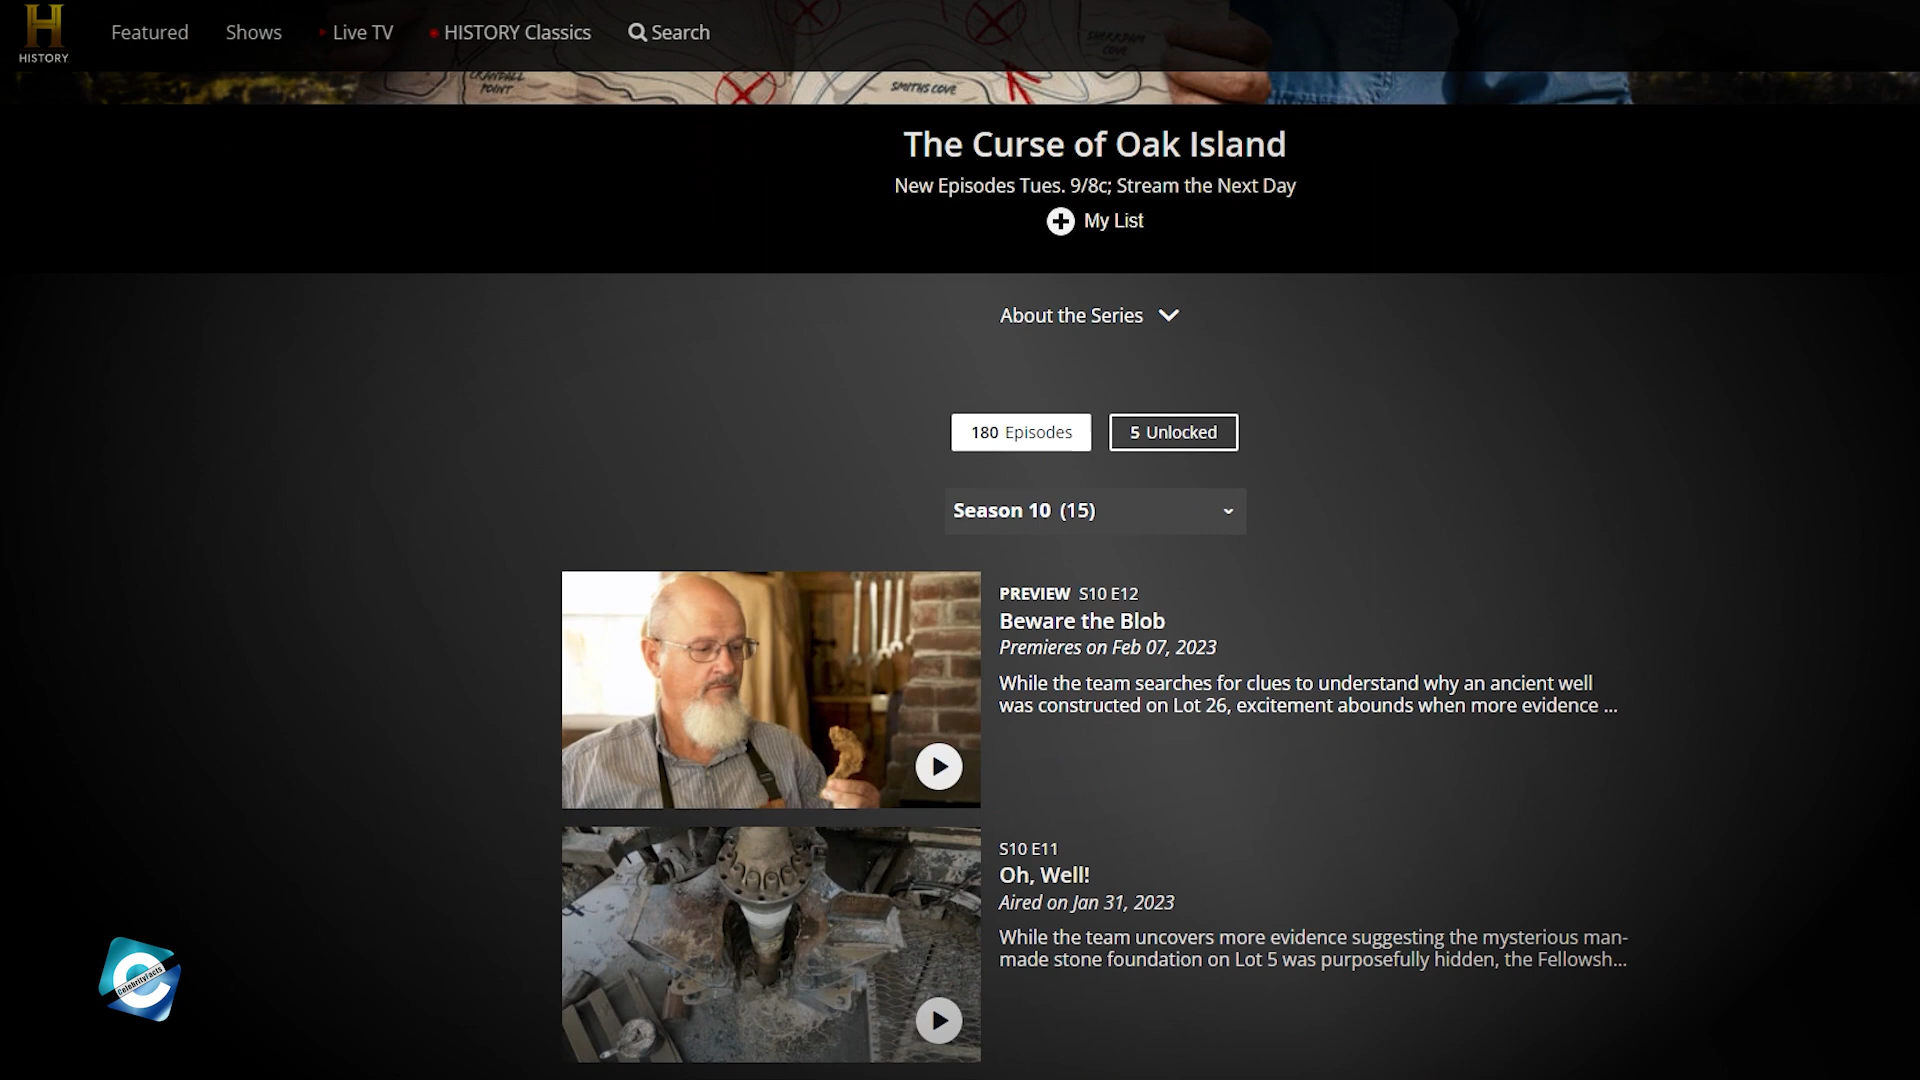 HISTORY
Featured
Shows
Live TV
HISTORY Classics
Search
SHERRDAM
COVE
CRANDALL
POINT
SMITHS COVE
The Curse of Oak Island
New Episodes Tues. 9/8c; Stream the Next Day
My List
About the Series
180 Episodes
5 Unlocked
Season 10 (15)
PREVIEW S10 E12
Beware the Blob
Premieres on Feb 07, 2023
While the team searches for clues to understand why an ancient well
was constructed on Lot 26, excitement abounds when more evidence ...
S10 E11
Oh, Well!
Aired on Jan 31, 2023
While the team uncovers more evidence suggesting the mysterious man-
made stone foundation on Lot 5 was purposefully hidden, the Fellowsh...
CelebrityFacts